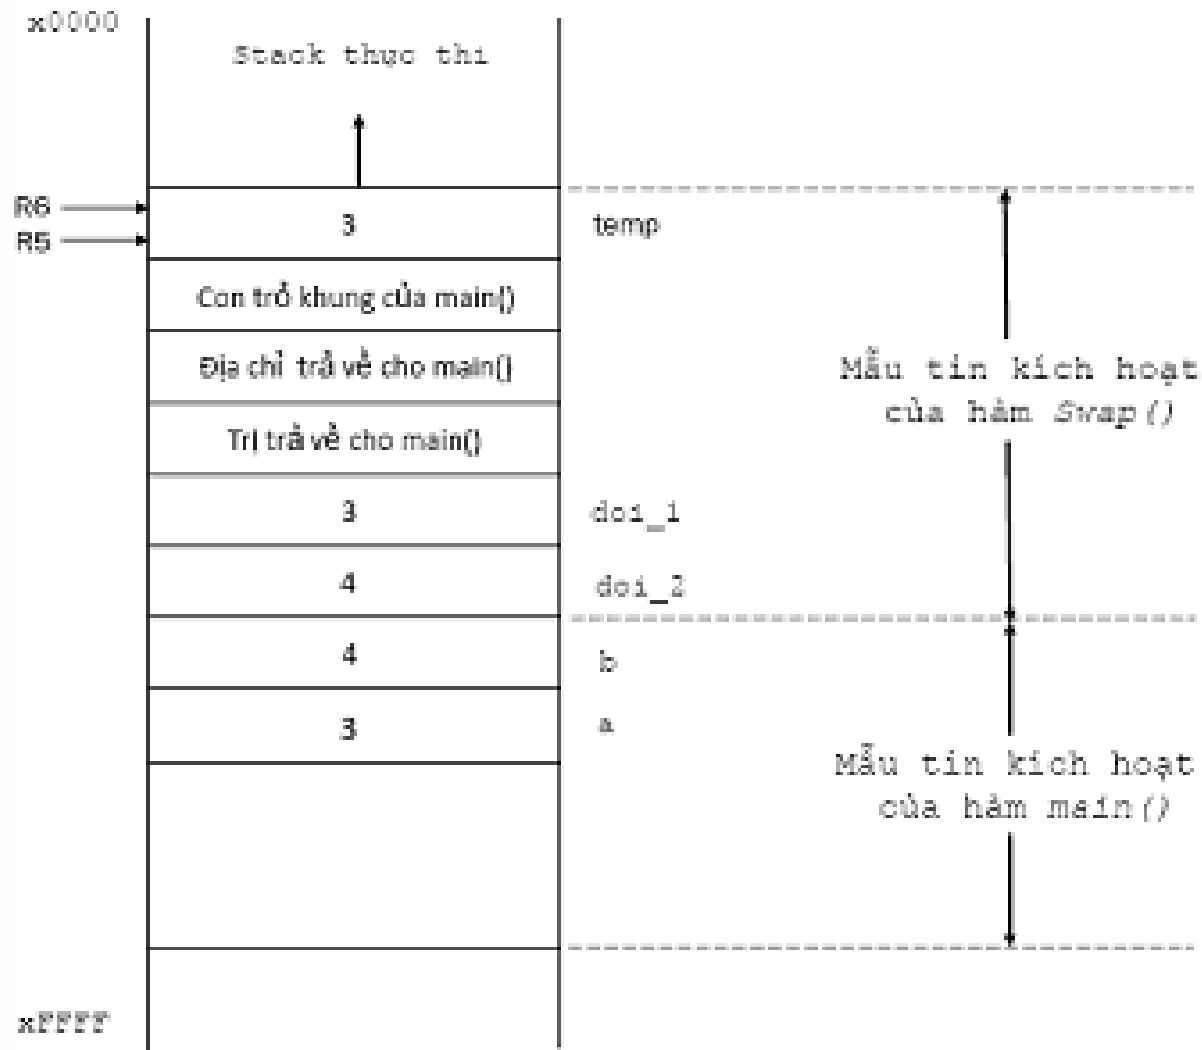 x0000
Stack thực thi
R6
R5
3
temp
Con trỏ khung của main()
Địa chỉ trả về cho main()
Mẫu tin kích hoạt
của hàm Swap()
Trị trả về cho main()
3
doi_1
4
doi_2
4
b
3
a
Mẫu tin kích hoạt
của hàm main()
xFFFF